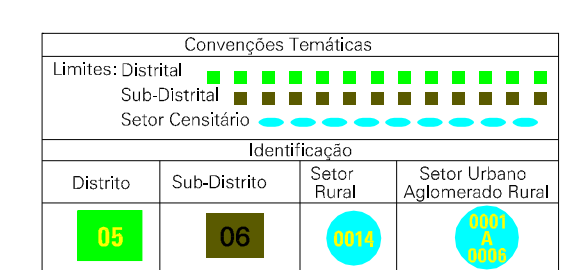 Convenções Temáticas
Limites: Distrital
Sub-Distrital
Setor Censitário
Identificação
Distrito
Sub-Distrito
Setor
Rural
Setor Urbano
Aglomerado Rural
05
06
0014
0001
A
0006